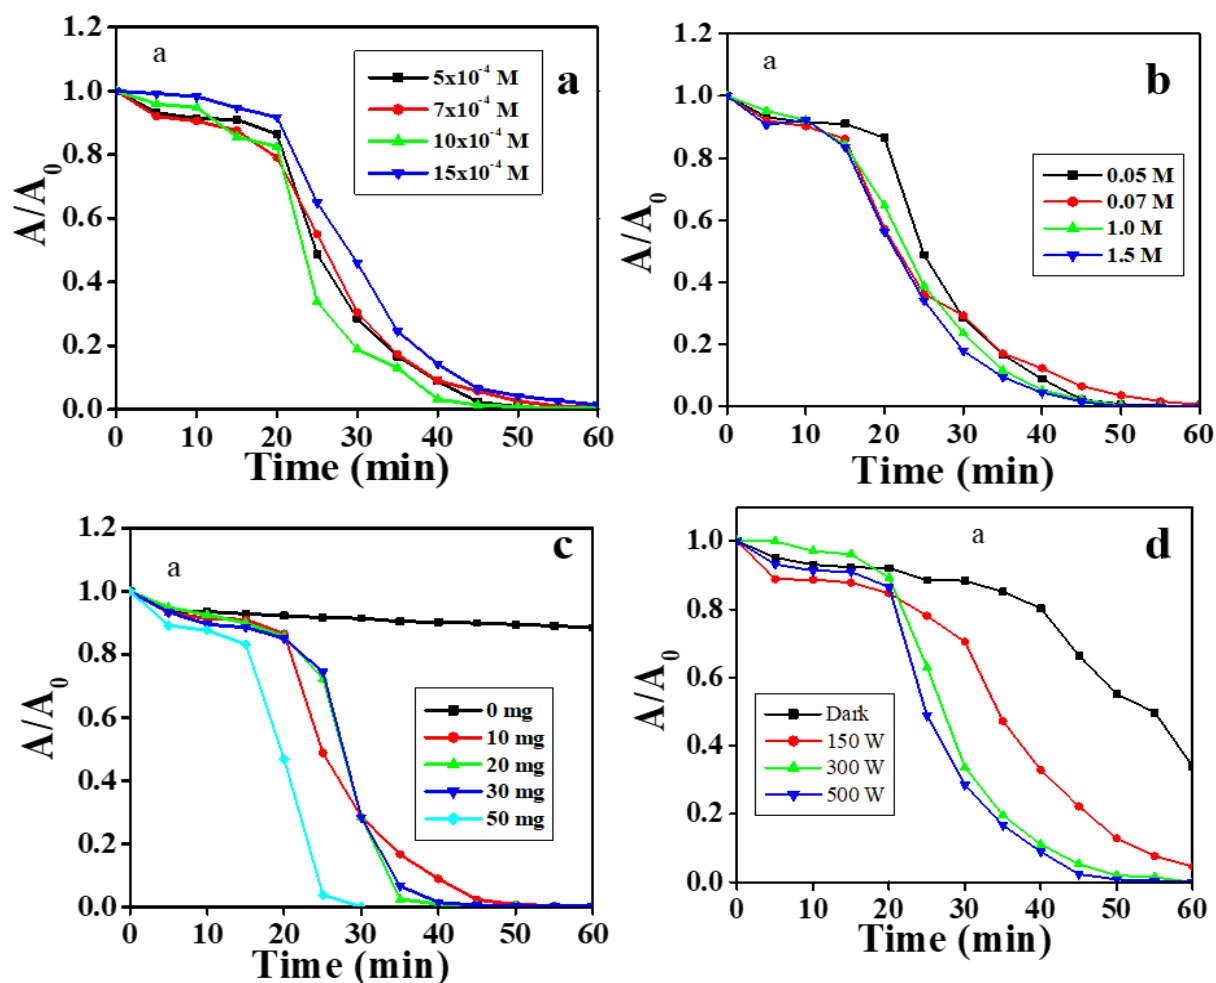 1.2
1.0
0.8
0.6
0.4
0.2
0.0
A/A0
a
a
5x10-4 M
7x10-4 M
10x10-4 M
15x10-4 M
0 10 20 30 40 50 60
Time (min)
1.2
1.0
0.8
0.6
0.4
0.2
0.0
A/A0
a
b
0.05 M
0.07 M
1.0 M
1.5 M
0 10 20 30 40 50 60
Time (min)
1.2
1.0
0.8
0.6
0.4
0.2
0.0
A/A0
a
c
0 mg
10 mg
20 mg
30 mg
50 mg
0 10 20 30 40 50 60
Time (min)
1.0
0.8
0.6
0.4
0.2
0.0
A/A0
a
d
Dark
150 W
300 W
500 W
0 10 20 30 40 50 60
Time (min)